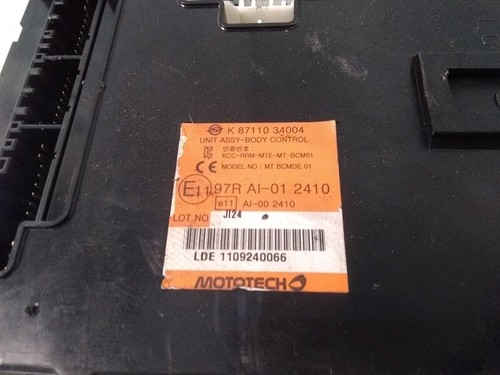 K 87110 34004
UNIT ASSY-BODY CONTROL
인증번호 :
KCC-RRM-MTE-MT-BCM01
CE MODEL NO : MT BCMDE 01
E11 97R AI-01 2410
e11 AI-00 2410
LOT NO JI24
LDE 1109240066
MOTOTECH